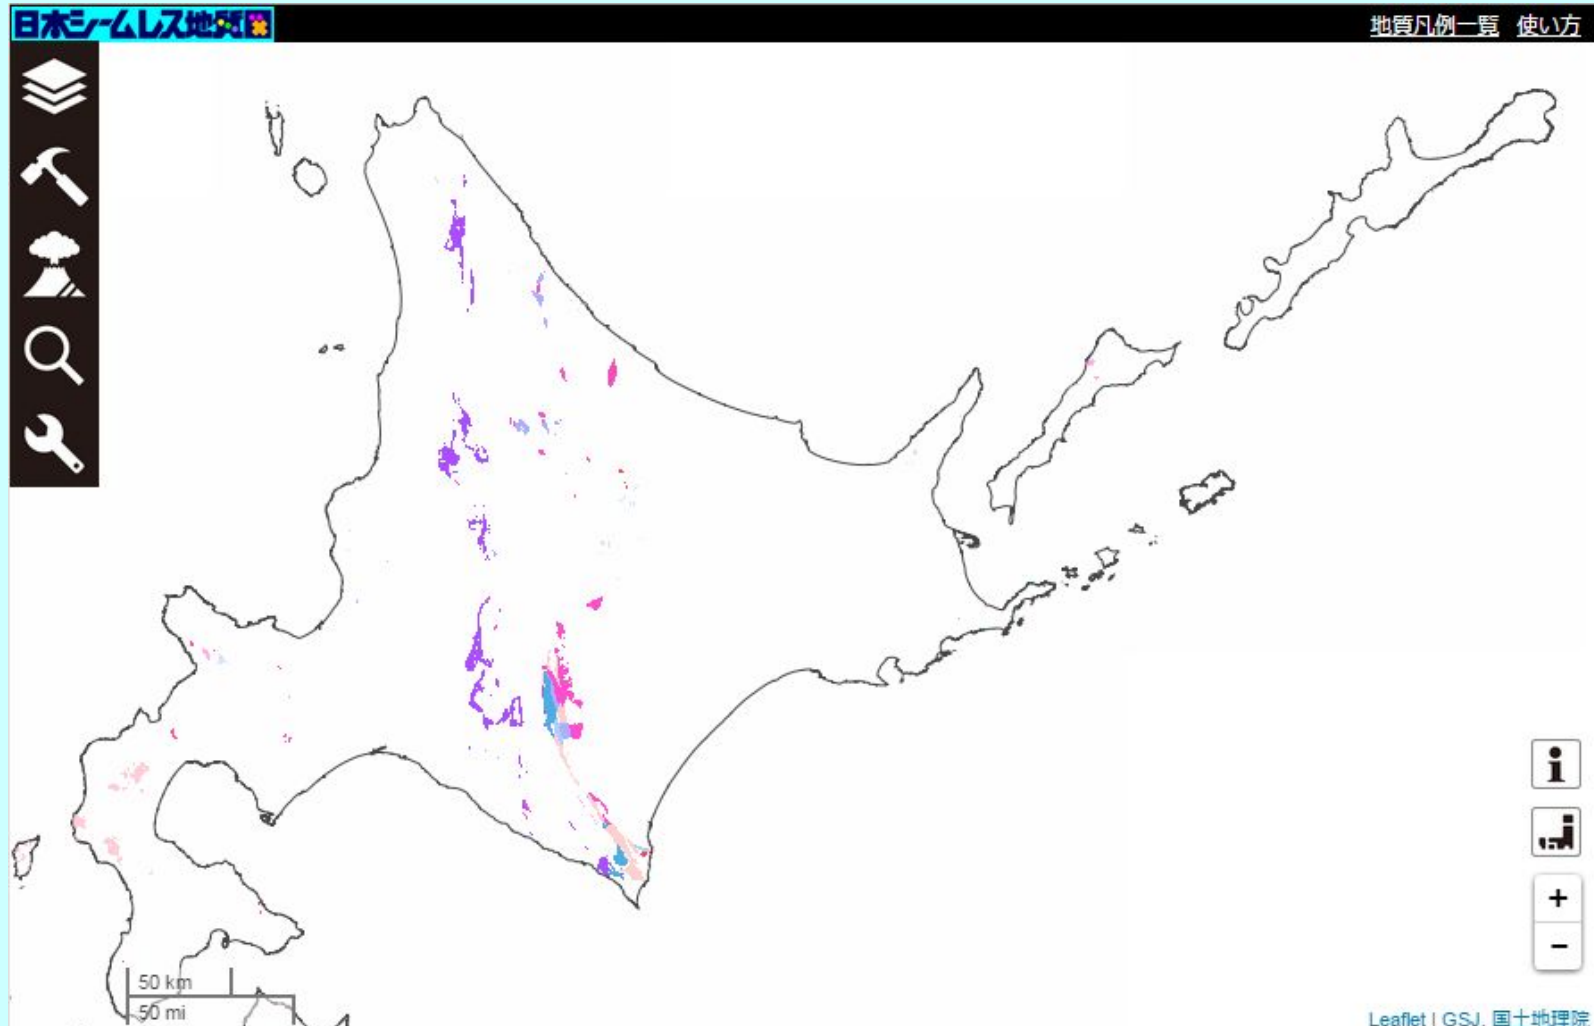 日本シームレス地質図
地質凡例一覧 使い方
i
+
−
50 km
50 mi
Leaflet | GSJ, 国土地理院